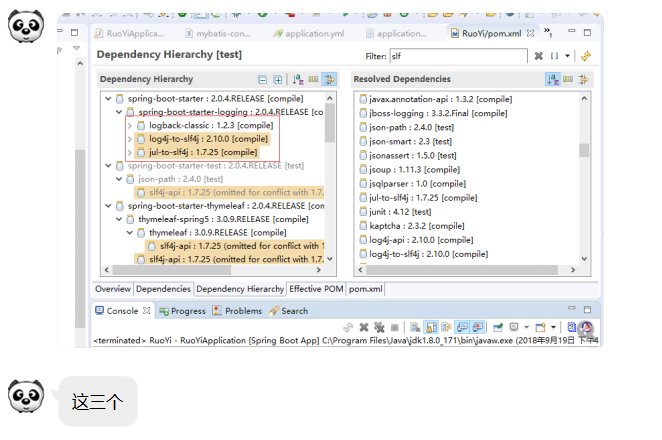 RuoYiApplica...
mybatis-con...
application.yml
application....
RuoYi/pom.xml
»1
Dependency Hierarchy [test]
Filter: slf
Dependency Hierarchy
Resolved Dependencies
spring-boot-starter : 2.0.4.RELEASE [compile]
spring-boot-starter-logging : 2.0.4.RELEASE [co
logback-classic : 1.2.3 [compile]
log4j-to-slf4j : 2.10.0 [compile]
jul-to-slf4j : 1.7.25 [compile]
spring-boot-starter-test : 2.0.4.RELEASE [test]
json-path : 2.4.0 [test]
slf4j-api : 1.7.25 (omitted for conflict with 1.7.
spring-boot-starter-thymeleaf : 2.0.4.RELEASE [com
thymeleaf-spring5 : 3.0.9.RELEASE [compile]
thymeleaf : 3.0.9.RELEASE [compile]
slf4j-api : 1.7.25 (omitted for conflict with 1
slf4j-api : 1.7.25 (omitted for conflict with 1.7.
javax.annotation-api : 1.3.2 [compile]
jboss-logging : 3.3.2.Final [compile]
json-path : 2.4.0 [test]
json-smart : 2.3 [test]
jsonassert : 1.5.0 [test]
jsoup : 1.11.3 [compile]
jsqlparser : 1.0 [compile]
jul-to-slf4j : 1.7.25 [compile]
junit : 4.12 [test]
kaptcha : 2.3.2 [compile]
log4j-api : 2.10.0 [compile]
log4j-to-slf4j : 2.10.0 [compile]
Overview Dependencies Dependency Hierarchy Effective POM pom.xml
Console Progress Problems Search
<terminated> RuoYi - RuoYiApplication [Spring Boot App] C:\Program Files\Java\jdk1.8.0_171\bin\javaw.exe (2018年9月19日 下午4
这三个